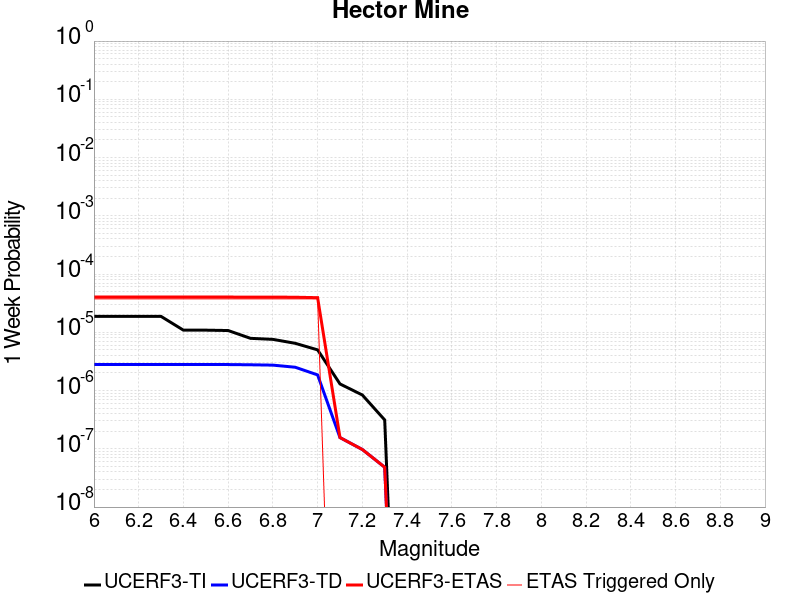 Hector Mine
1 Week Probability
10^0
10^-1
10^-2
10^-3
10^-4
10^-5
10^-6
10^-7
10^-8
6 6.2 6.4 6.6 6.8 7 7.2 7.4 7.6 7.8 8 8.2 8.4 8.6 8.8 9
Magnitude
UCERF3-TI UCERF3-TD UCERF3-ETAS ETAS Triggered Only